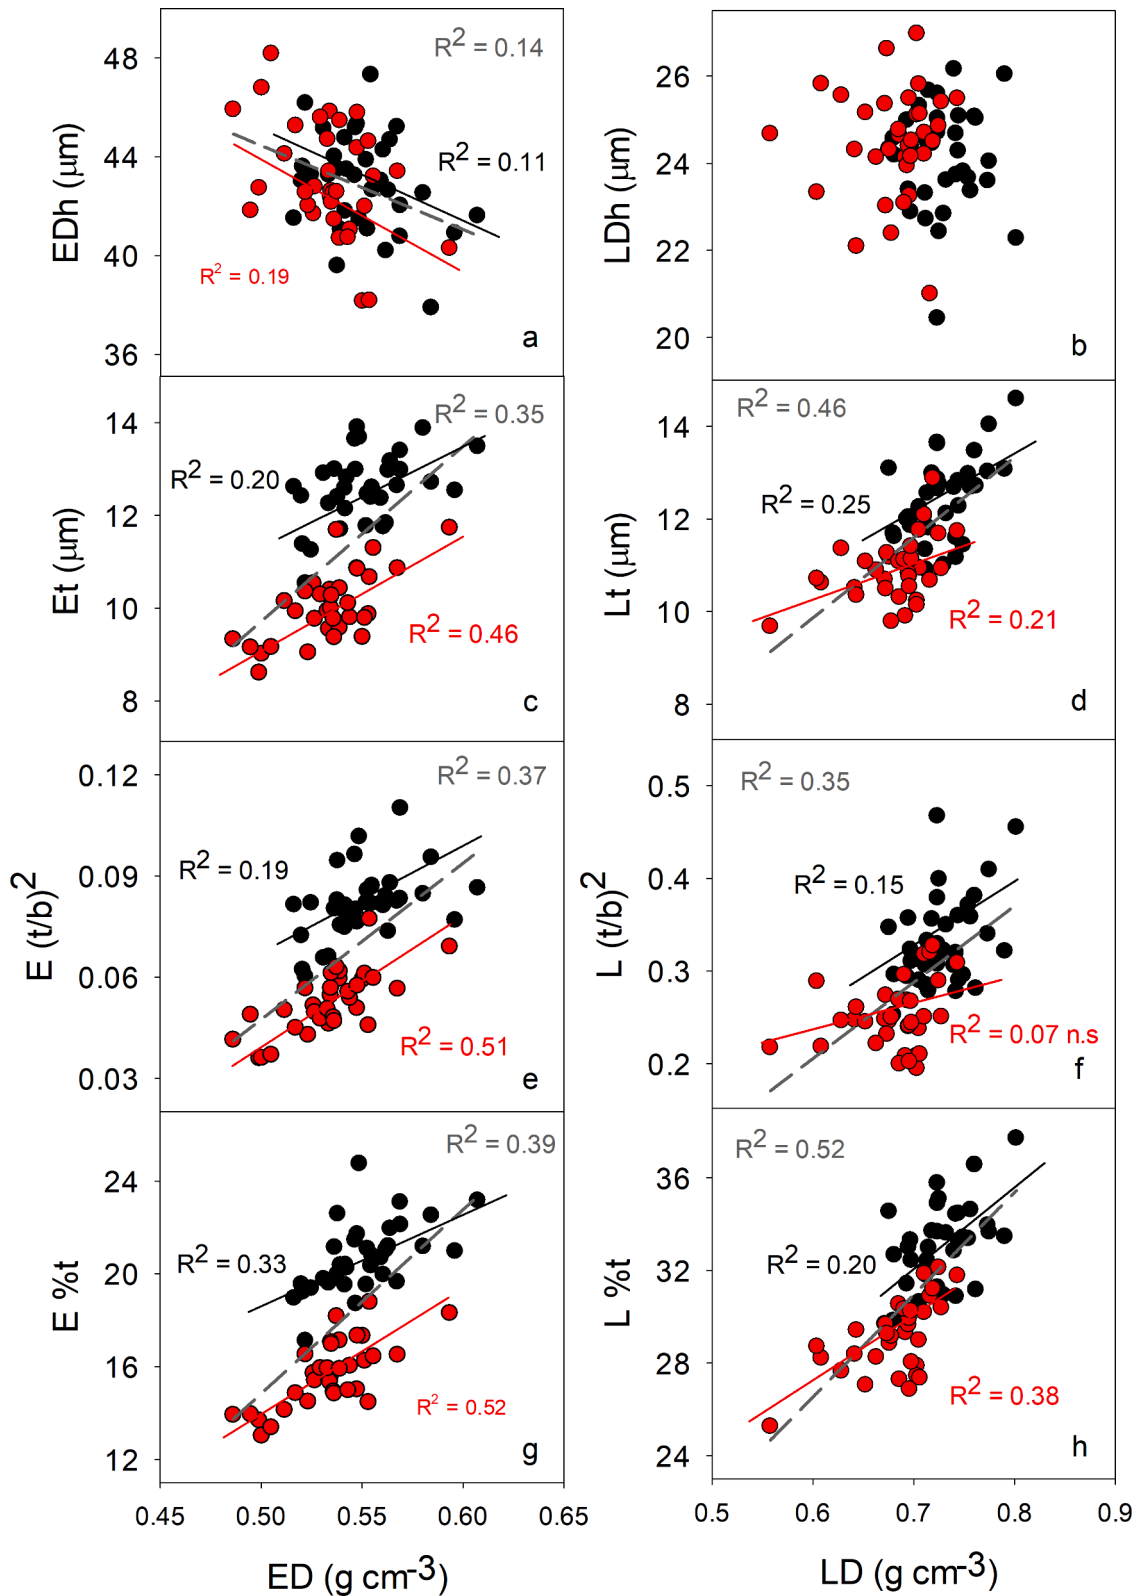 EDh (μm)
48
44
40
36
R² = 0.14
R² = 0.11
R² = 0.19
a
LDh (μm)
26
24
22
20
b
Et (μm)
14
12
10
8
R² = 0.35
R² = 0.20
R² = 0.46
c
Lt (μm)
14
12
10
8
R² = 0.46
R² = 0.25
R² = 0.21
d
E (t/b)²
0.12
0.09
0.06
0.03
R² = 0.37
R² = 0.19
R² = 0.51
e
L (t/b)²
0.5
0.4
0.3
0.2
R² = 0.35
R² = 0.15
R² = 0.07 n.s
f
E %t
24
20
16
12
R² = 0.39
R² = 0.33
R² = 0.52
g
L %t
36
32
28
24
R² = 0.52
R² = 0.20
R² = 0.38
h
0.45 0.50 0.55 0.60 0.65
ED (g cm⁻³)
0.5 0.6 0.7 0.8 0.9
LD (g cm⁻³)